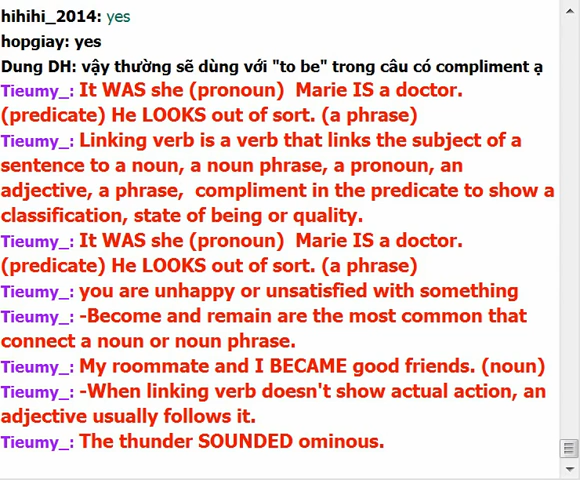 hihihi_2014: yes
hopgiay: yes
Dung DH: vậy thường sẽ dùng với "to be" trong câu có compliment ạ
Tieumy_: It WAS she (pronoun)  Marie IS a doctor.
(predicate) He LOOKS out of sort. (a phrase)
Tieumy_: Linking verb is a verb that links the subject of a
sentence to a noun, a noun phrase, a pronoun, an
adjective, a phrase,  compliment in the predicate to show a
classification, state of being or quality.
Tieumy_: It WAS she (pronoun)  Marie IS a doctor.
(predicate) He LOOKS out of sort. (a phrase)
Tieumy_: you are unhappy or unsatisfied with something
Tieumy_: -Become and remain are the most common that
connect a noun or noun phrase.
Tieumy_: My roommate and I BECAME good friends. (noun)
Tieumy_: -When linking verb doesn't show actual action, an
adjective usually follows it.
Tieumy_: The thunder SOUNDED ominous.